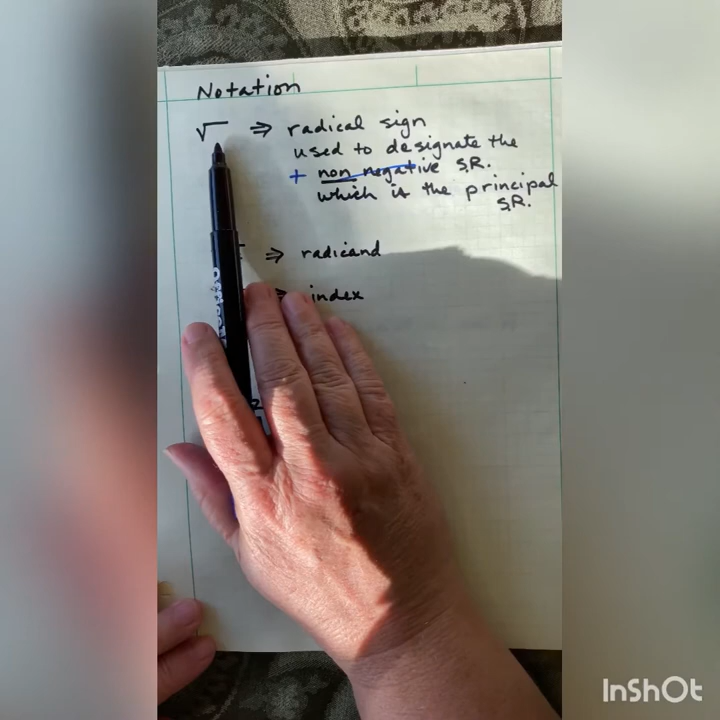 Notation
√ ⇒ radical sign
used to designate the
+ non negative S.R.
which is the principal
S.R.
⇒ radicand
⇒ index
InShOt